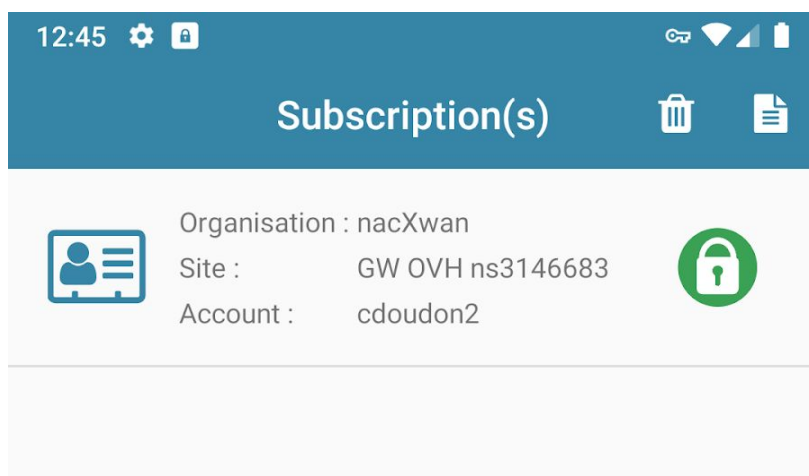 12:45
Subscription(s)
Organisation : nacXwan
Site : GW OVH ns3146683
Account : cdoudon2